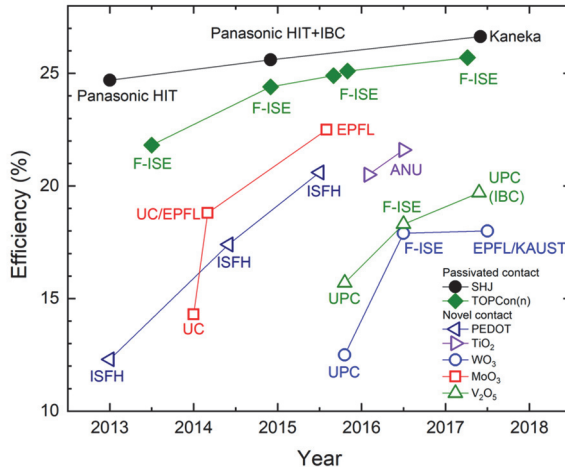 Panasonic HIT+IBC
Kaneka
Panasonic HIT
F-ISE
F-ISE
F-ISE
F-ISE
EPFL
UC/EPFL
ISFH
ANU
UPC
(IBC)
F-ISE
ISFH
F-ISE
EPFL/KAUST
UC
UPC
ISFH
UPC
Passivated contact
SHJ
TOPCon(n)
Novel contact
PEDOT
TiO₂
WO₃
MoO₃
V₂O₅
Efficiency (%)
25
20
15
10
2013 2014 2015 2016 2017 2018
Year